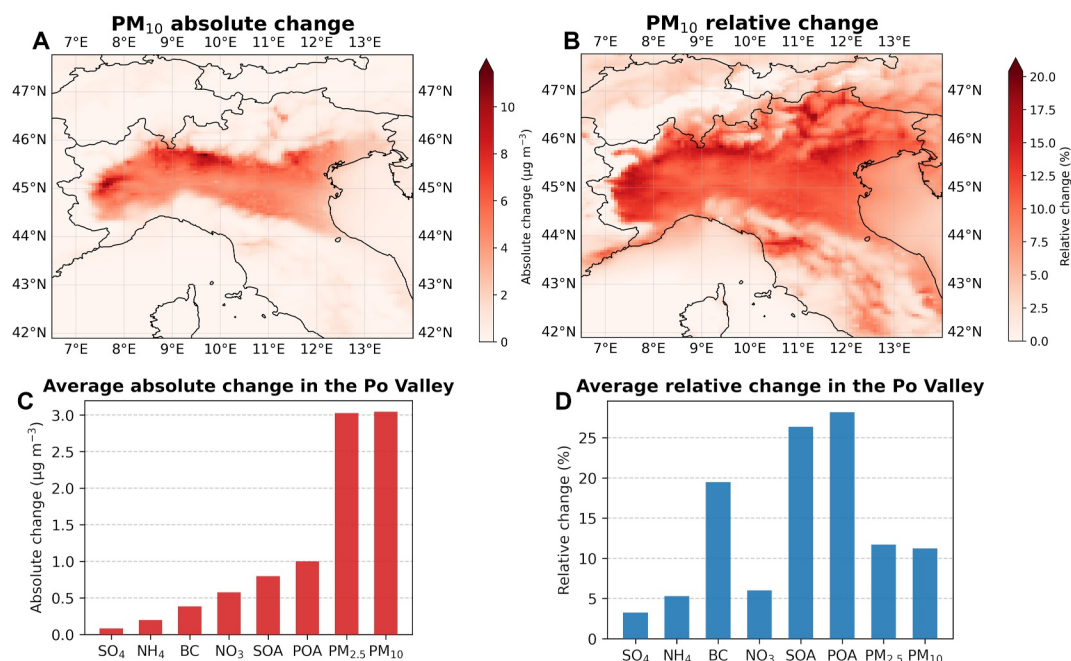 PM₁₀ absolute change
A
7°E 8°E 9°E 10°E 11°E 12°E 13°E
47°N 47°N
46°N 46°N
45°N 45°N
44°N 44°N
43°N 43°N
42°N 42°N
7°E 8°E 9°E 10°E 11°E 12°E 13°E
10
8
6
4
2
0
Absolute change (μg m⁻³)
PM₁₀ relative change
B
7°E 8°E 9°E 10°E 11°E 12°E 13°E
47°N 47°N
46°N 46°N
45°N 45°N
44°N 44°N
43°N 43°N
42°N 42°N
7°E 8°E 9°E 10°E 11°E 12°E 13°E
20.0
17.5
15.0
12.5
10.0
7.5
5.0
2.5
0.0
Relative change (%)
Average absolute change in the Po Valley
C
3.0
2.5
2.0
1.5
1.0
0.5
0.0
Absolute change (μg m⁻³)
SO₄ NH₄ BC NO₃ SOA POA PM₂.₅ PM₁₀
Average relative change in the Po Valley
D
25
20
15
10
5
0
Relative change (%)
SO₄ NH₄ BC NO₃ SOA POA PM₂.₅ PM₁₀